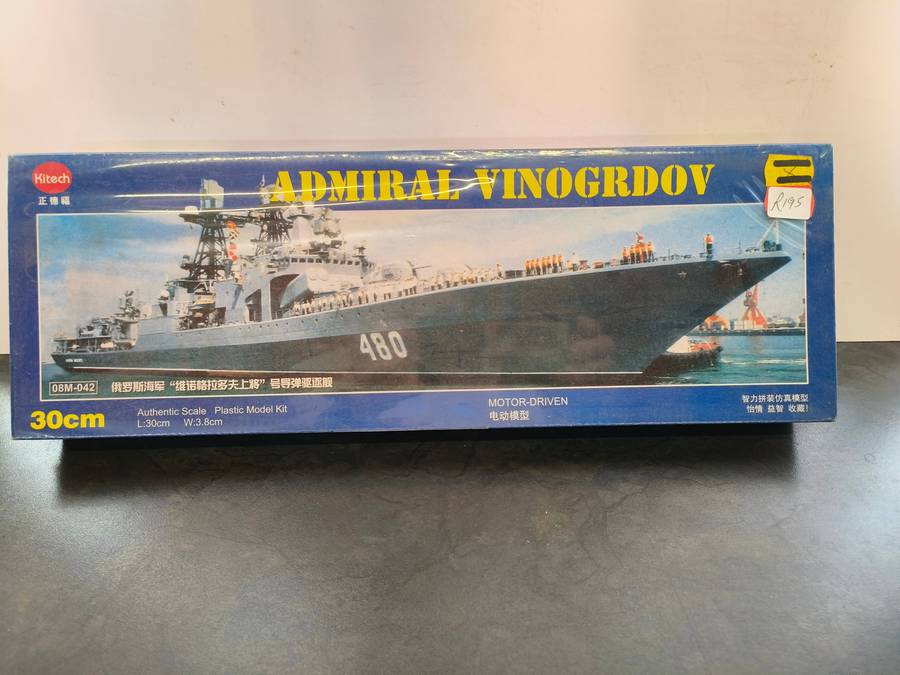 Kitech
正德福
ADMIRAL VINOGRDOV
R195
480
08M-042
俄罗斯海军“维诺格拉多夫上将”号导弹驱逐舰
30cm
Authentic Scale Plastic Model Kit
L:30cm W:3.8cm
MOTOR-DRIVEN
电动模型
智力拼装仿真模型
怡情 益智 收藏!